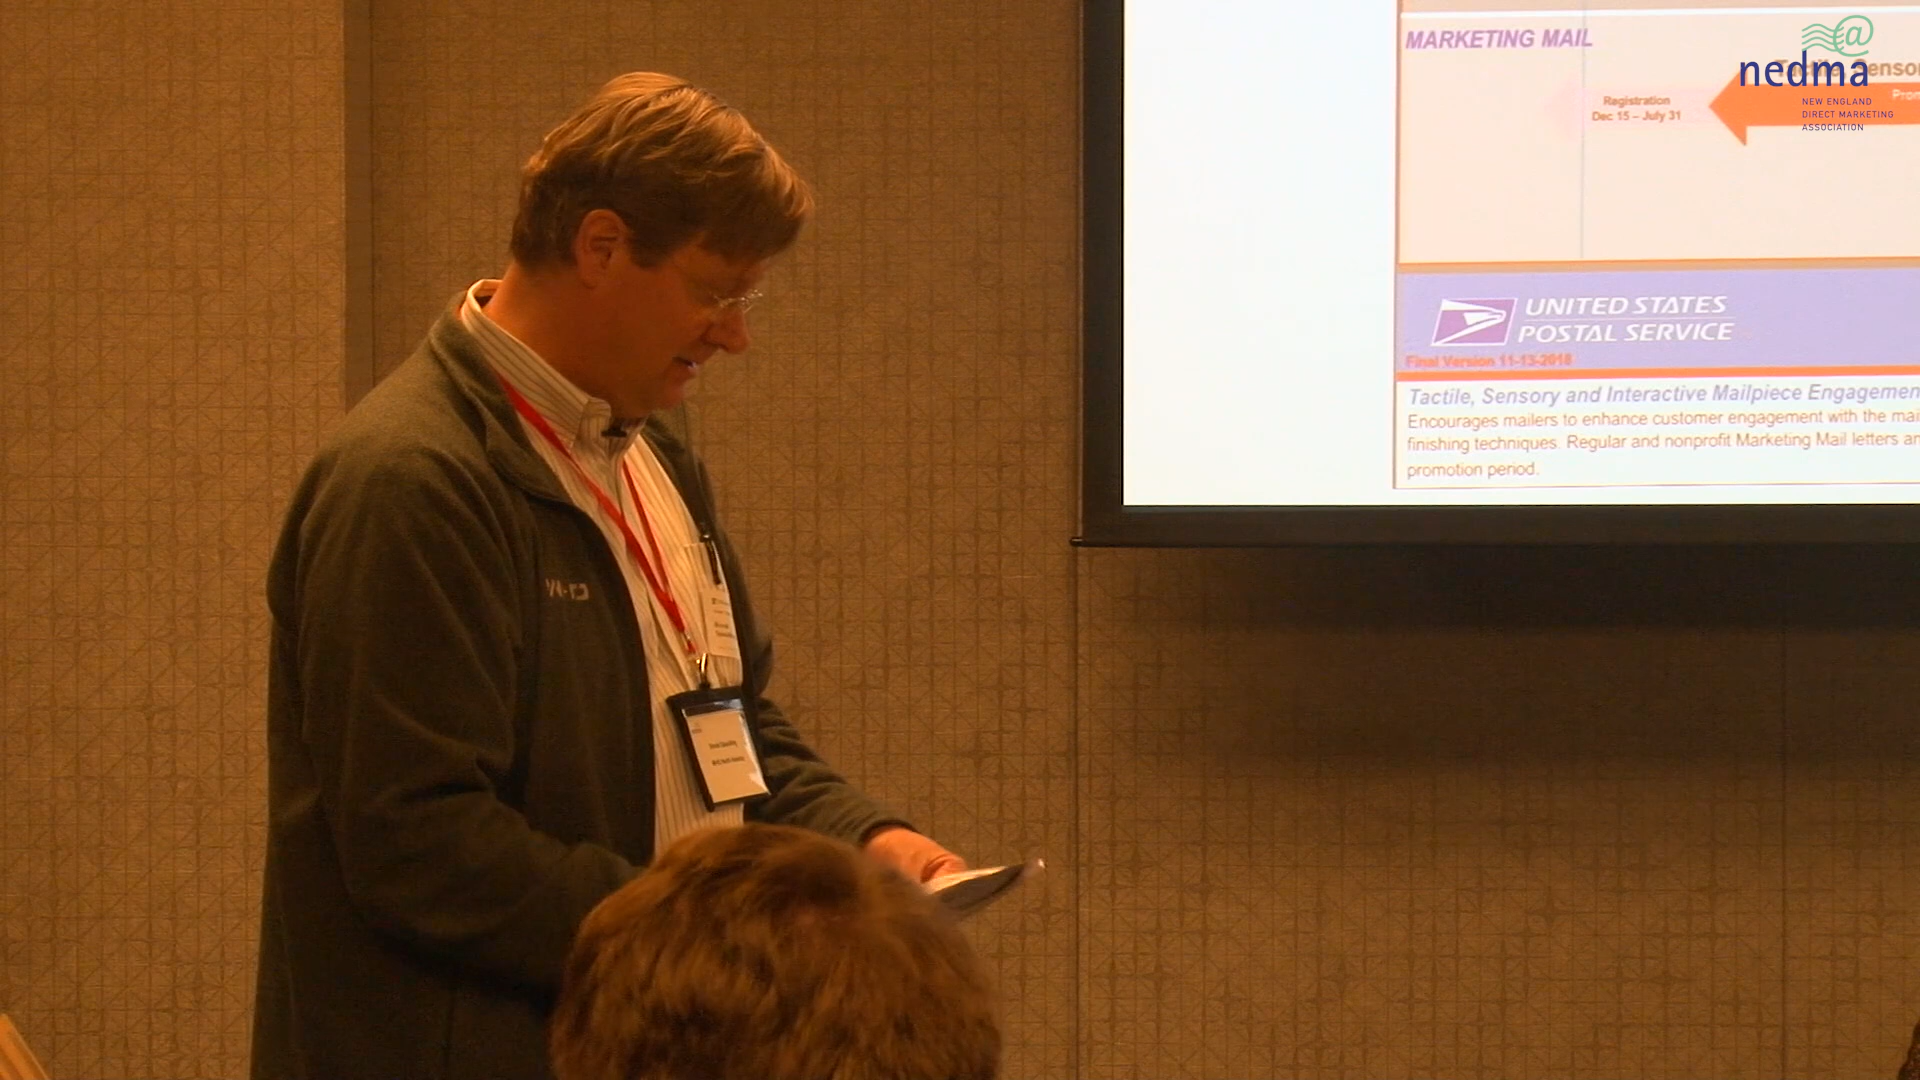 MARKETING MAIL
Registration
Dec 15 – July 31
nedma
NEW ENGLAND
DIRECT MARKETING
ASSOCIATION
UNITED STATES
POSTAL SERVICE
Final Version 11-13-2018
Tactile, Sensory and Interactive Mailpiece Engagemen
Encourages mailers to enhance customer engagement with the mai
finishing techniques. Regular and nonprofit Marketing Mail letters an
promotion period.